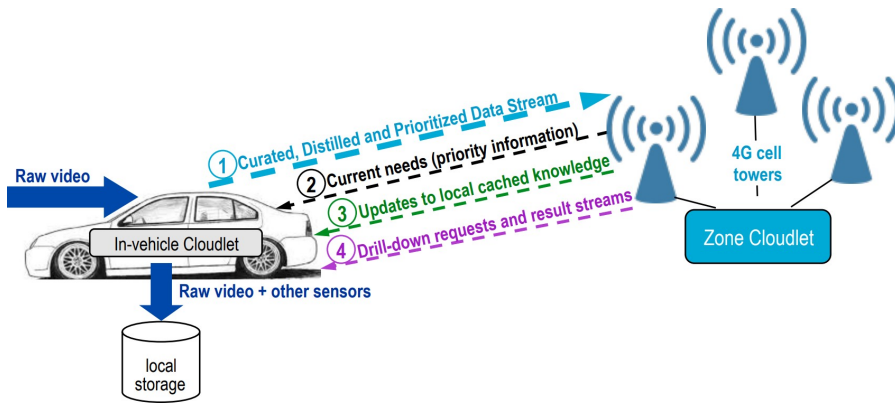 1 Curated, Distilled and Prioritized Data Stream
2 Current needs (priority information)
3 Updates to local cached knowledge
4 Drill-down requests and result streams
4G cell
towers
Zone Cloudlet
Raw video
In-vehicle Cloudlet
Raw video + other sensors
local
storage